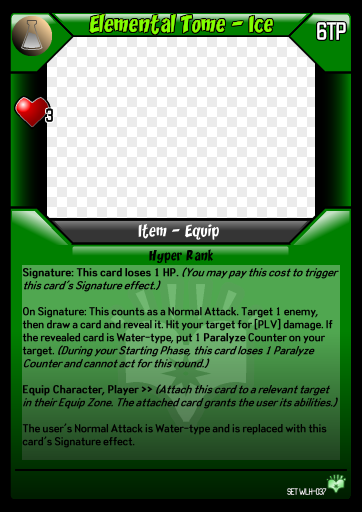 Elemental Tome - Ice
6TP
3
Item - Equip
Hyper Rank
Signature: This card loses 1 HP. (You may pay this cost to trigger
this card's Signature effect.)
On Signature: This counts as a Normal Attack. Target 1 enemy,
then draw a card and reveal it. Hit your target for [PLV] damage. If
the revealed card is Water-type, put 1 Paralyze Counter on your
target. (During your Starting Phase, this card loses 1 Paralyze
Counter and cannot act for this round.)
Equip Character, Player >> (Attach this card to a relevant target
in their Equip Zone. The attached card grants the user its abilities.)
The user's Normal Attack is Water-type and is replaced with this
card's Signature effect.
SET WLH-037